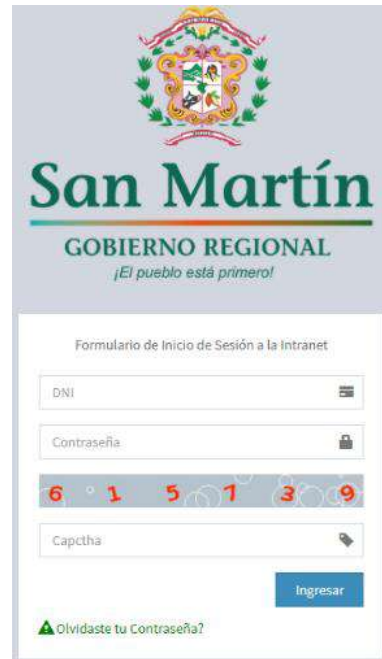 San Martín
GOBIERNO REGIONAL
¡El pueblo está primero!
Formulario de Inicio de Sesión a la Intranet
DNI
Contraseña
6 1 5 7 3 9
Capctha
Ingresar
Olvidaste tu Contraseña?